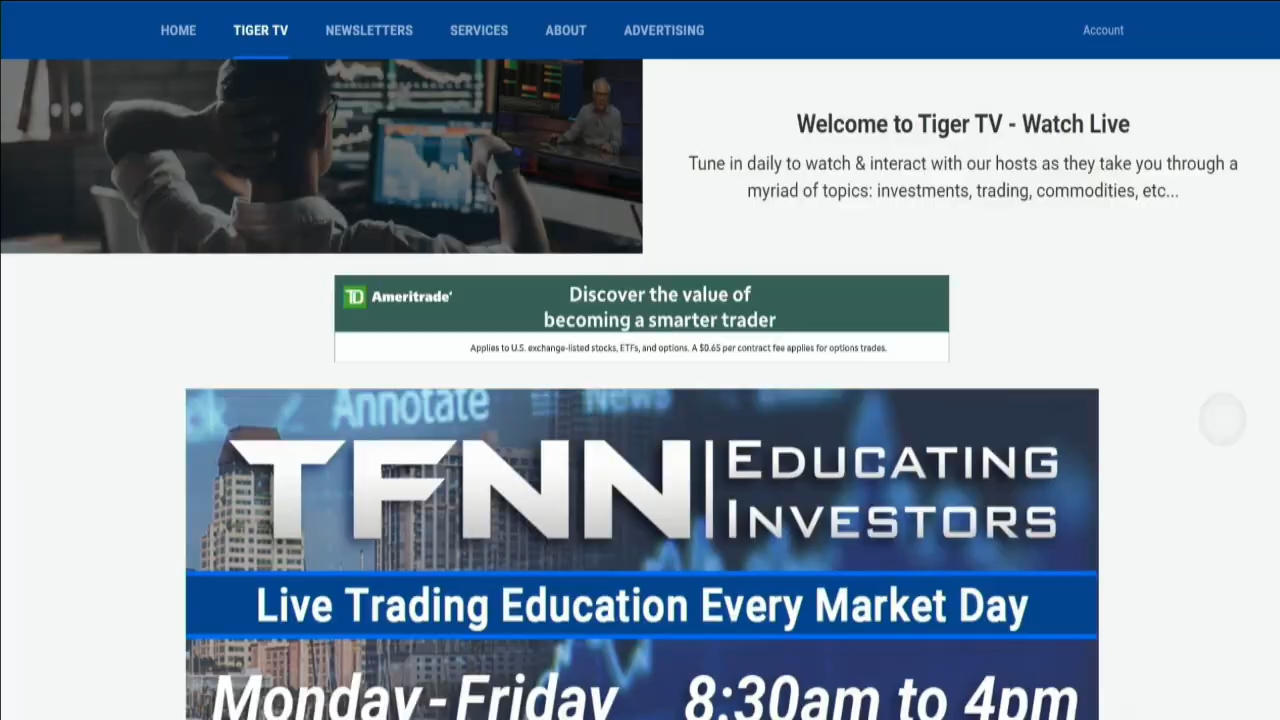 HOME TIGER TV NEWSLETTERS SERVICES ABOUT ADVERTISING Account
Welcome to Tiger TV - Watch Live
Tune in daily to watch & interact with our hosts as they take you through a
myriad of topics: investments, trading, commodities, etc...
TD Ameritrade
Discover the value of
becoming a smarter trader
Applies to U.S. exchange-listed stocks, ETFs, and options. A $0.65 per contract fee applies for options trades.
Annotate News
TFNN EDUCATING
INVESTORS
Live Trading Education Every Market Day
Monday - Friday 8:30am to 4pm